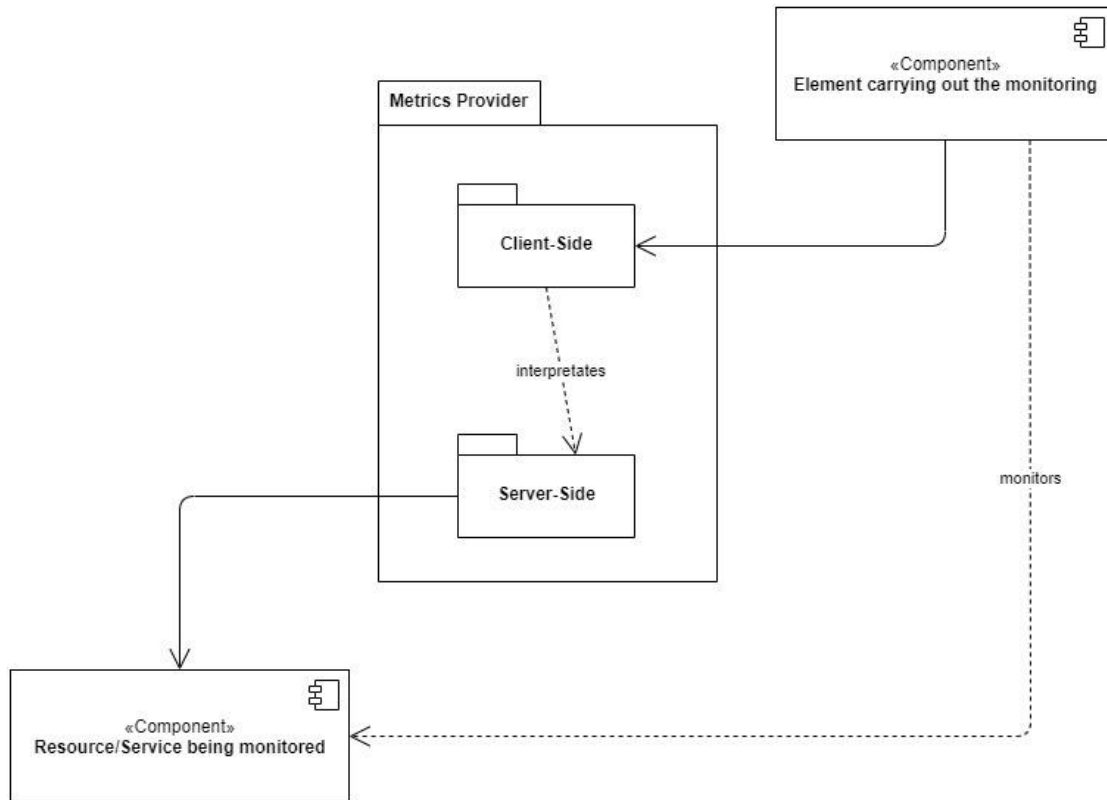 «Component»
Element carrying out the monitoring
Metrics Provider
Client-Side
interpretates
monitors
Server-Side
«Component»
Resource/Service being monitored